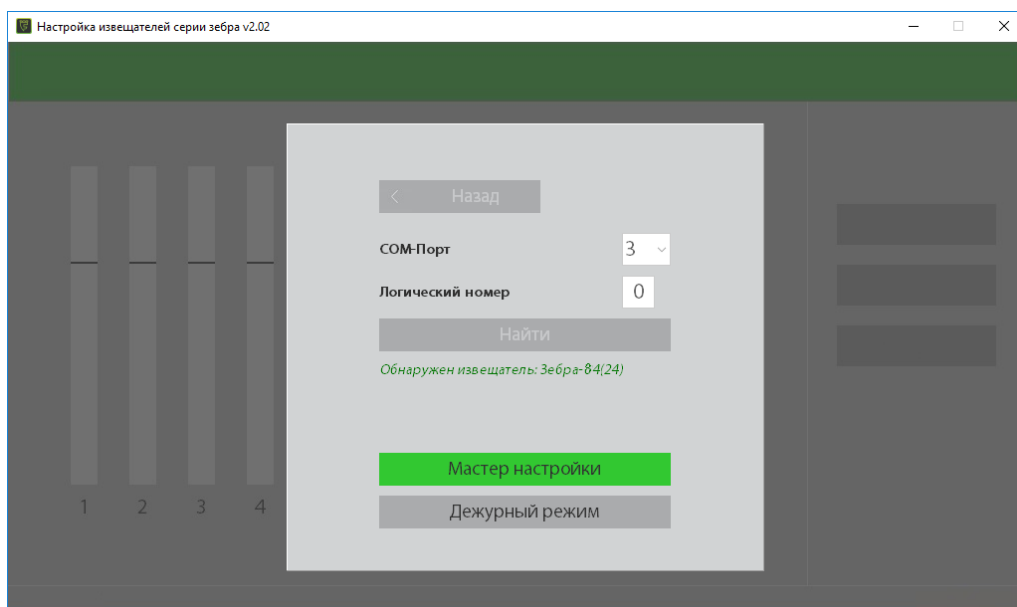 Настройка извещателей серии зебра v2.02
Назад
COM-Порт 3
Логический номер 0
Найти
Обнаружен извещатель: Зебра-84(24)
Мастер настройки
Дежурный режим
1 2 3 4